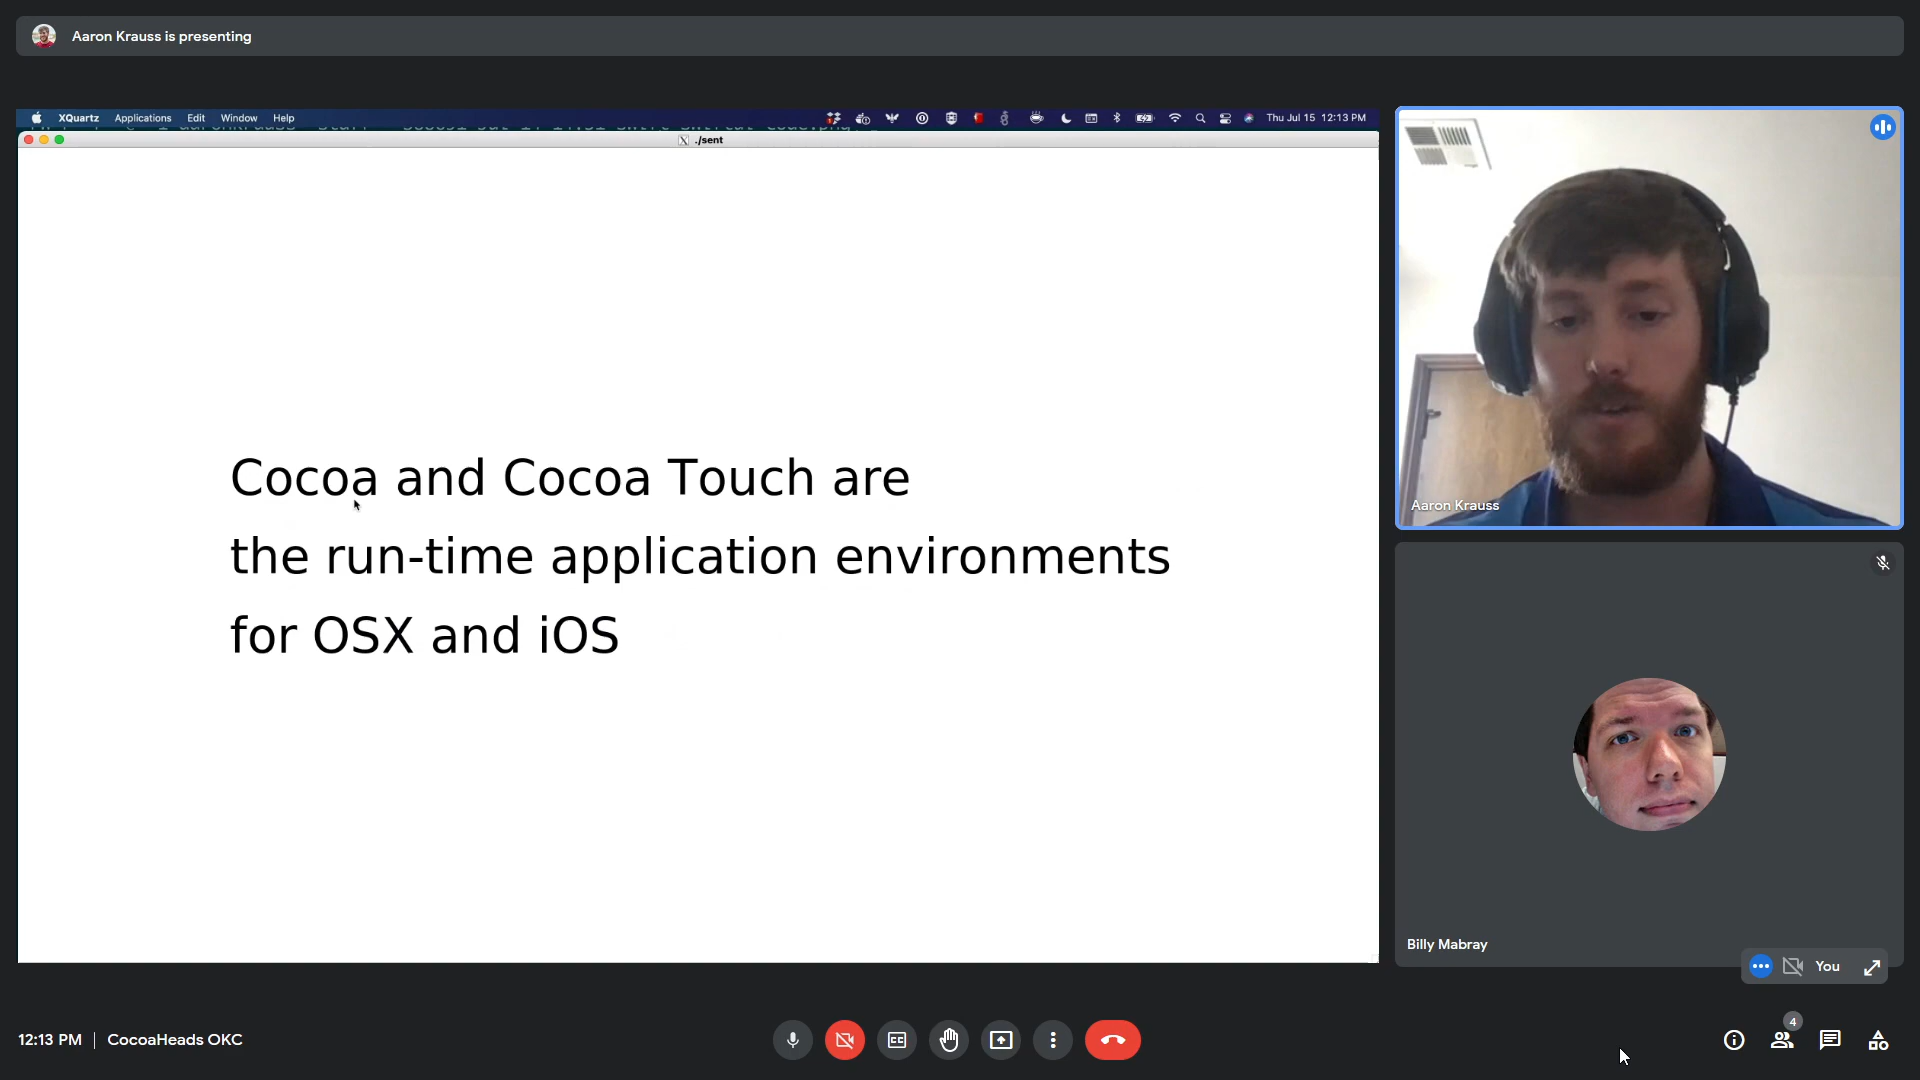 Aaron Krauss is presenting
XQuartz Applications Edit Window Help
Thu Jul 15 12:13 PM
./sent
Cocoa and Cocoa Touch are
the run-time application environments
for OSX and iOS
Aaron Krauss
Billy Mabray
You
12:13 PM | CocoaHeads OKC
4